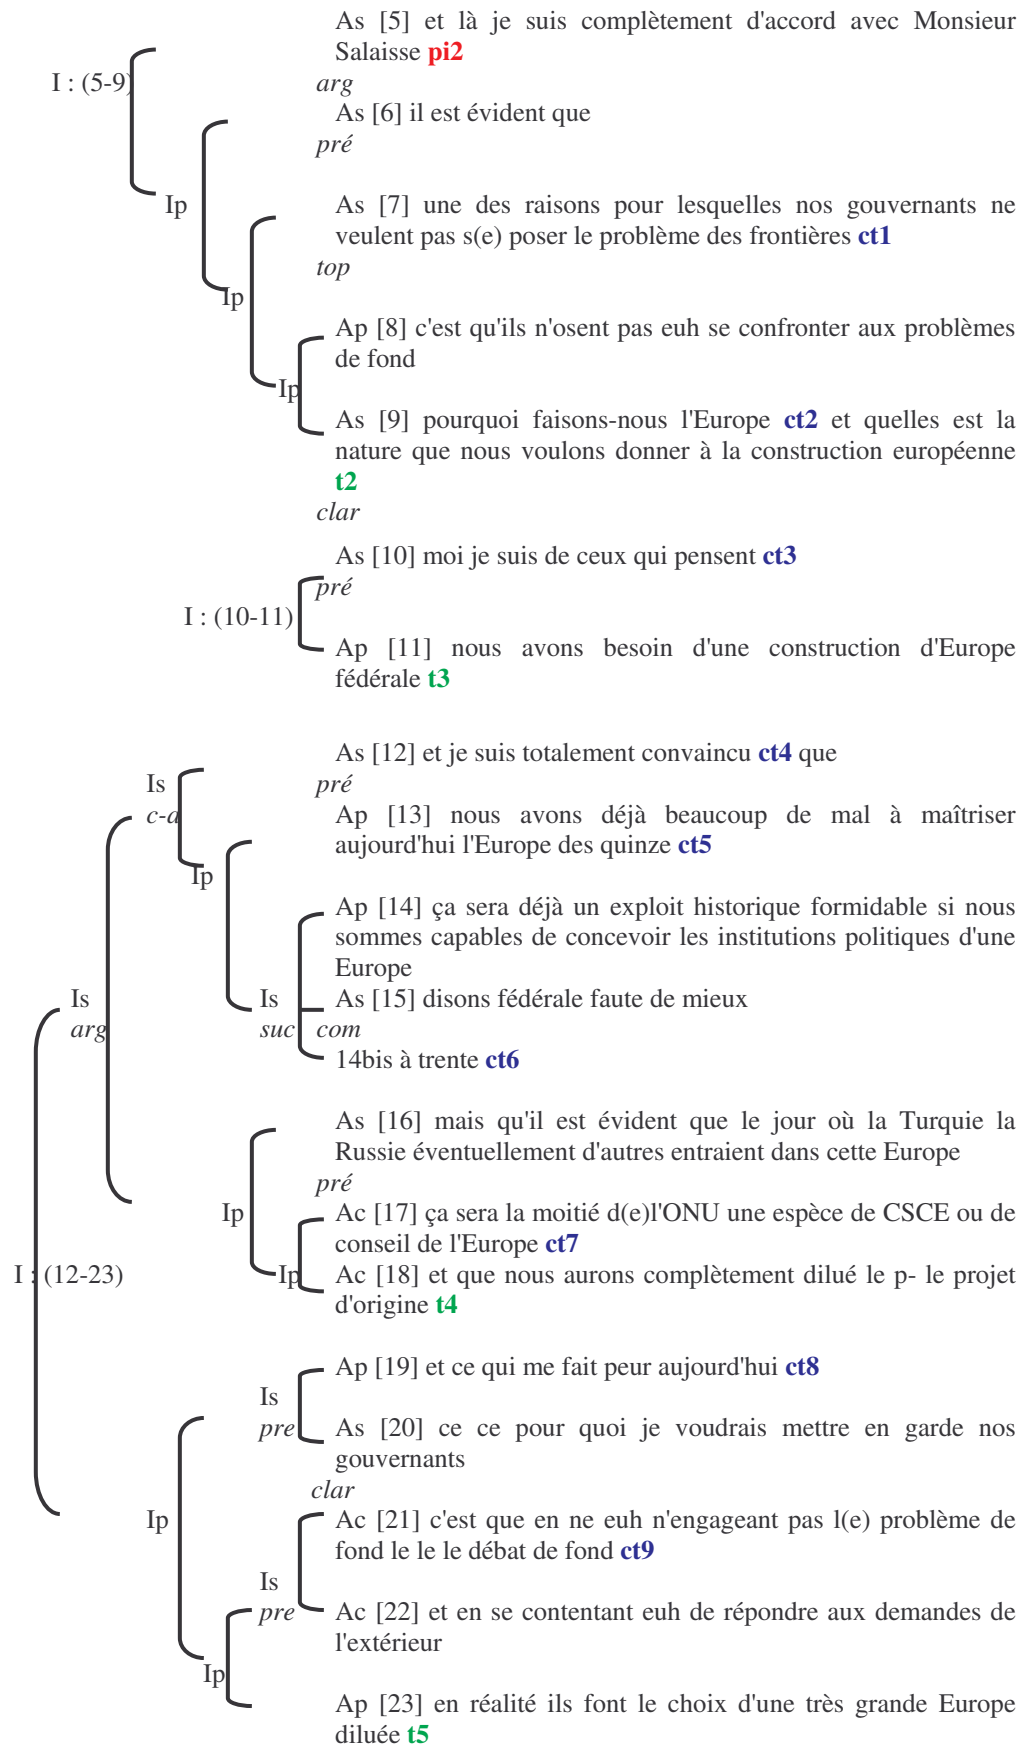 As [5] et là je suis complètement d'accord avec Monsieur
Salaisse pi2
I : (5-9)
arg
As [6] il est évident que
pré
Ip
As [7] une des raisons pour lesquelles nos gouvernants ne
veulent pas s(e) poser le problème des frontières ct1
top
Ip
Ap [8] c'est qu'ils n'osent pas euh se confronter aux problèmes
de fond
Ip
As [9] pourquoi faisons-nous l'Europe ct2 et quelles est la
nature que nous voulons donner à la construction européenne
t2
clar
As [10] moi je suis de ceux qui pensent ct3
pré
I : (10-11)
Ap [11] nous avons besoin d'une construction d'Europe
fédérale t3
As [12] et je suis totalement convaincu ct4 que
Is
pré
c-a
Ap [13] nous avons déjà beaucoup de mal à maîtriser
aujourd'hui l'Europe des quinze ct5
Ip
Ap [14] ça sera déjà un exploit historique formidable si nous
sommes capables de concevoir les institutions politiques d'une
Europe
Is
Is
As [15] disons fédérale faute de mieux
arg
suc
com
14bis à trente ct6
As [16] mais qu'il est évident que le jour où la Turquie la
Russie éventuellement d'autres entraient dans cette Europe
pré
Ip
Ac [17] ça sera la moitié d(e)l'ONU une espèce de CSCE ou de
conseil de l'Europe ct7
I : (12-23)
Ip
Ac [18] et que nous aurons complètement dilué le p- le projet
d'origine t4
Ap [19] et ce qui me fait peur aujourd'hui ct8
Is
pre
As [20] ce ce pour quoi je voudrais mettre en garde nos
gouvernants
clar
Ip
Ac [21] c'est que en ne euh n'engageant pas l(e) problème de
fond le le le débat de fond ct9
Is
pre
Ac [22] et en se contentant euh de répondre aux demandes de
l'extérieur
Ip
Ap [23] en réalité ils font le choix d'une très grande Europe
diluée t5